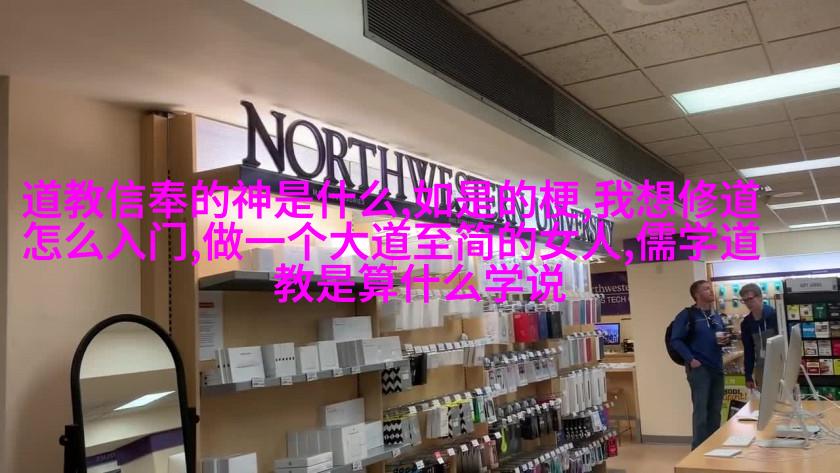 NORTHWESTERN UNIVERSITY
道教信奉的神是什么,如是的梗,我想修道
怎么入门,做一个大道至简的女人,儒学道
教是算什么学说